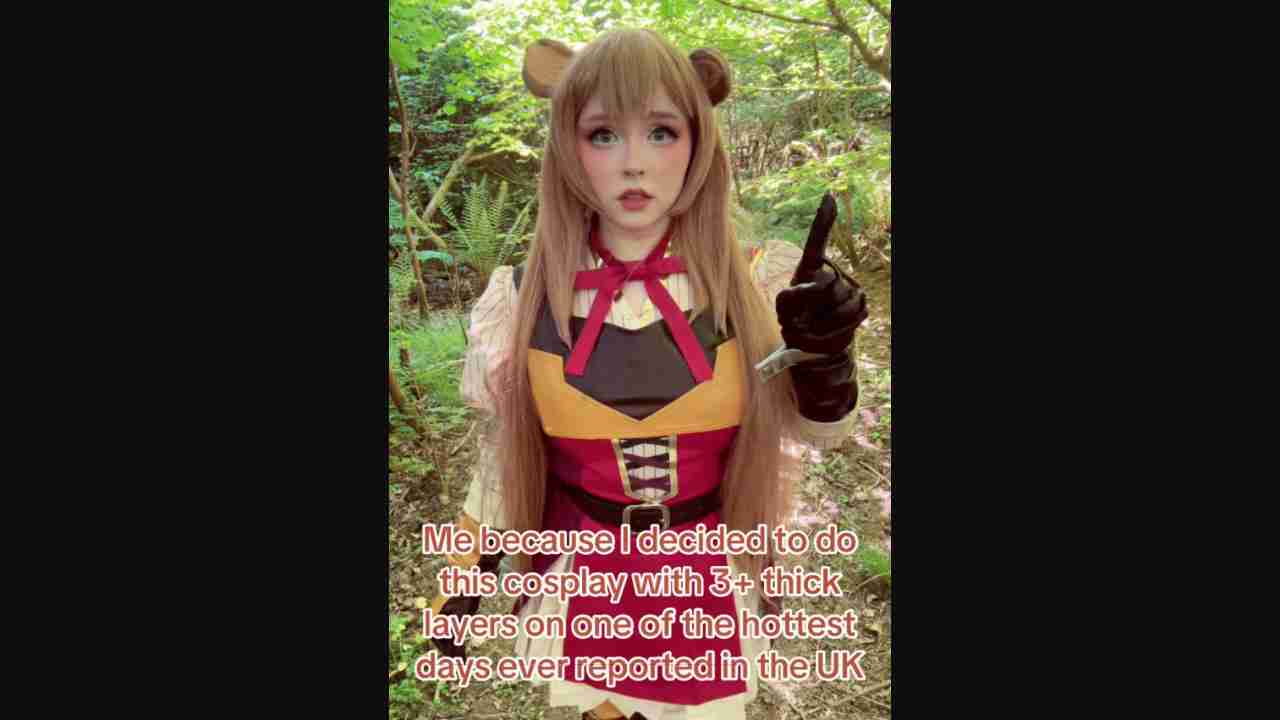 Me because I decided to do
this cosplay with 3+ thick
layers on one of the hottest
days ever reported in the UK